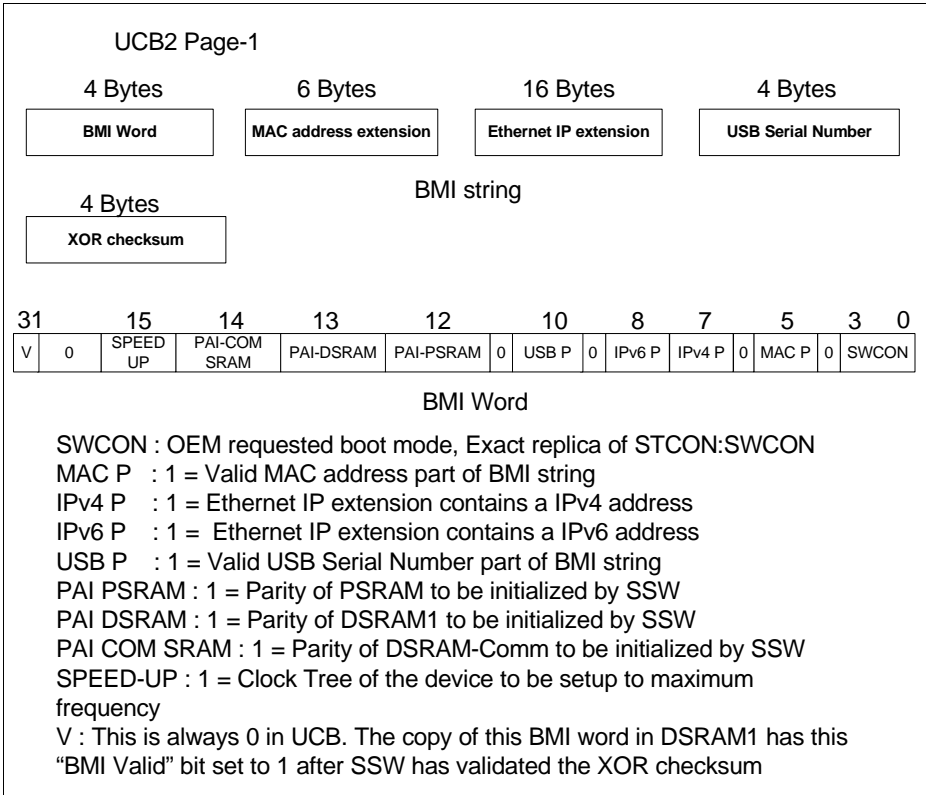 UCB2 Page-1
4 Bytes 6 Bytes 16 Bytes 4 Bytes
BMI Word MAC address extension Ethernet IP extension USB Serial Number
BMI string
4 Bytes
XOR checksum
31 15 14 13 12 10 8 7 5 3 0
V 0 SPEED UP PAI-COM SRAM PAI-DSRAM PAI-PSRAM 0 USB P 0 IPv6 P IPv4 P 0 MAC P 0 SWCON
BMI Word
SWCON : OEM requested boot mode, Exact replica of STCON:SWCON
MAC P : 1 = Valid MAC address part of BMI string
IPv4 P : 1 = Ethernet IP extension contains a IPv4 address
IPv6 P : 1 = Ethernet IP extension contains a IPv6 address
USB P : 1 = Valid USB Serial Number part of BMI string
PAI PSRAM : 1 = Parity of PSRAM to be initialized by SSW
PAI DSRAM : 1 = Parity of DSRAM1 to be initialized by SSW
PAI COM SRAM : 1 = Parity of DSRAM-Comm to be initialized by SSW
SPEED-UP : 1 = Clock Tree of the device to be setup to maximum
frequency
V : This is always 0 in UCB. The copy of this BMI word in DSRAM1 has this
“BMI Valid” bit set to 1 after SSW has validated the XOR checksum